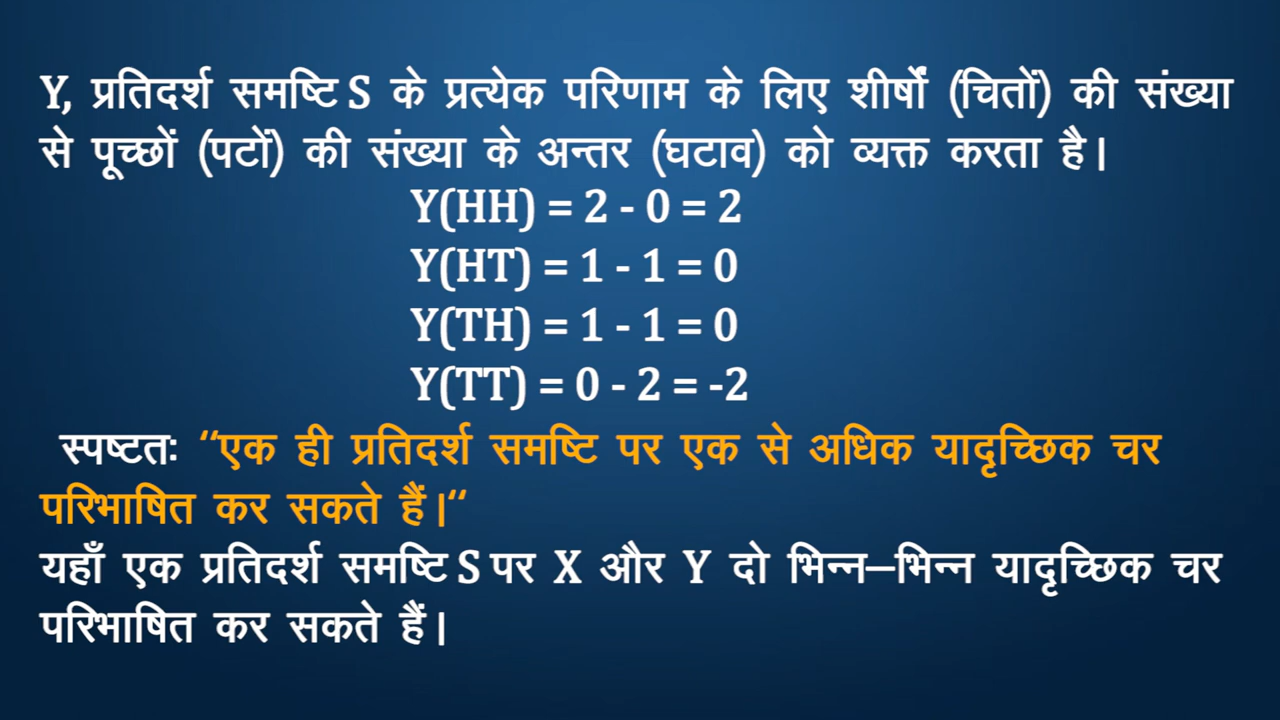 Y, प्रतिदर्श समष्टि S के प्रत्येक परिणाम के लिए शीर्षों (चितों) की संख्या
से पूच्छों (पटों) की संख्या के अन्तर (घटाव) को व्यक्त करता है।
Y(HH) = 2 - 0 = 2
Y(HT) = 1 - 1 = 0
Y(TH) = 1 - 1 = 0
Y(TT) = 0 - 2 = -2
स्पष्टतः “एक ही प्रतिदर्श समष्टि पर एक से अधिक यादृच्छिक चर
परिभाषित कर सकते हैं।“
यहाँ एक प्रतिदर्श समष्टि S पर X और Y दो भिन्न–भिन्न यादृच्छिक चर
परिभाषित कर सकते हैं।